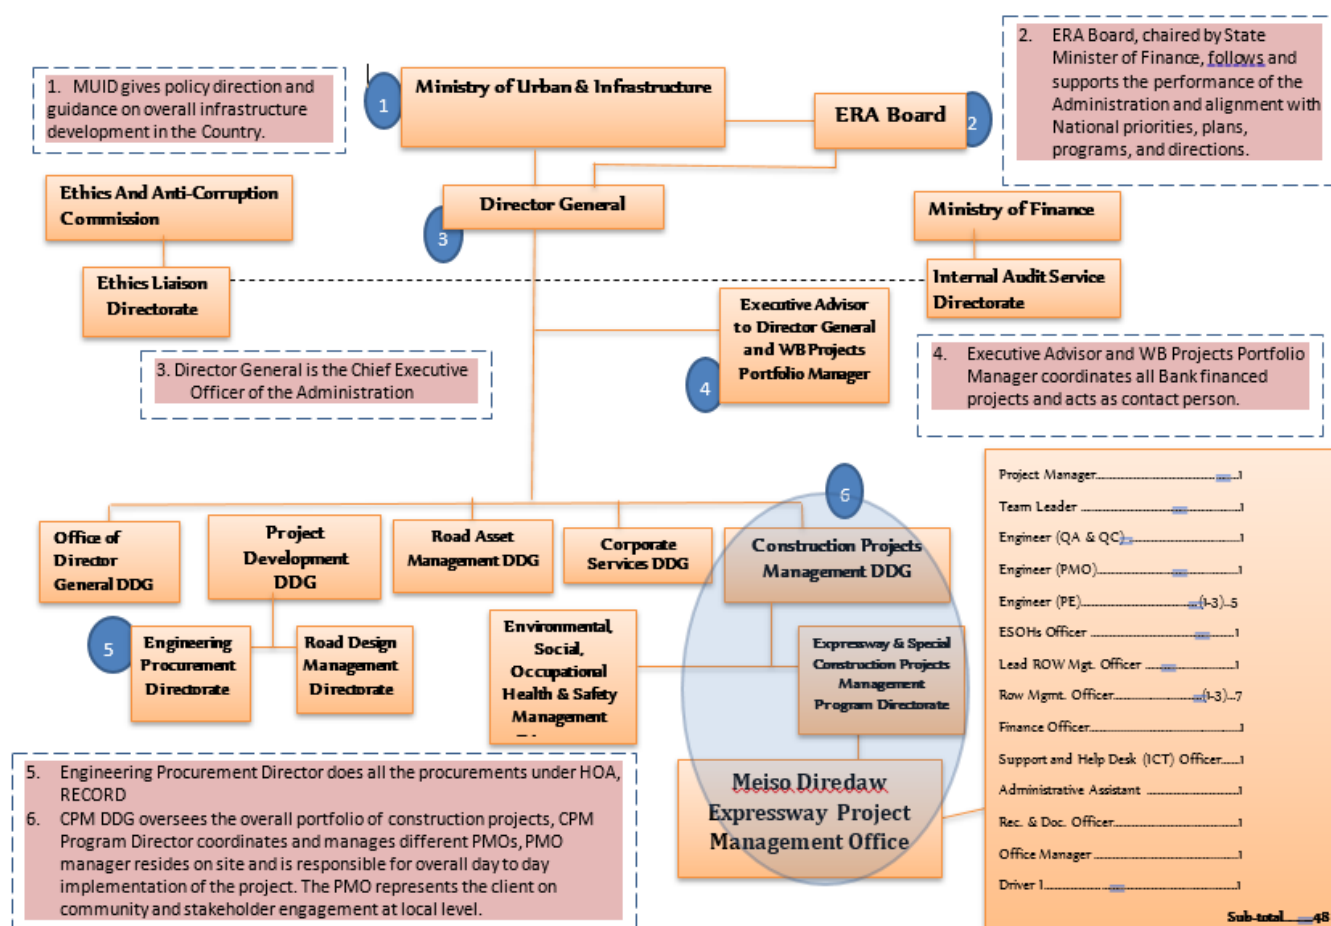 1. MUID gives policy direction and
guidance on overall infrastructure
development in the Country.
1
Ministry of Urban & Infrastructure
ERA Board
2
2. ERA Board, chaired by State
Minister of Finance, follows and
supports the performance of the
Administration and alignment with
National priorities, plans,
programs, and directions.
Ethics And Anti-Corruption
Commission
Director General
3
Ministry of Finance
Ethics Liaison
Directorate
Internal Audit Service
Directorate
Executive Advisor
to Director General
and WB Projects
Portfolio Manager
4
3. Director General is the Chief Executive
Officer of the Administration
4. Executive Advisor and WB Projects Portfolio
Manager coordinates all Bank financed
projects and acts as contact person.
6
Office of
Director
General DDG
Project
Development
DDG
Road Asset
Management DDG
Corporate
Services DDG
Construction Projects
Management DDG
5
Engineering
Procurement
Directorate
Road Design
Management
Directorate
Environmental,
Social,
Occupational
Health & Safety
Management
Expressway & Special
Construction Projects
Management
Program Directorate
Meiso Diredaw
Expressway Project
Management Office
Project Manager...1
Team Leader ...1
Engineer (QA & QC)...1
Engineer (PMO)...1
Engineer (PE)...(1-3)..5
ESOHs Officer ...1
Lead ROW Mgt. Officer ...1
Row Mgmt. Officer...(1-3)...7
Finance Officer...1
Support and Help Desk (ICT) Officer......1
Administrative Assistant ...1
Rec. & Doc. Officer...1
Office Manager ...1
Driver 1...1
Sub-total......48
5. Engineering Procurement Director does all the procurements under HOA,
RECORD
6. CPM DDG oversees the overall portfolio of construction projects, CPM
Program Director coordinates and manages different PMOs, PMO
manager resides on site and is responsible for overall day to day
implementation of the project. The PMO represents the client on
community and stakeholder engagement at local level.